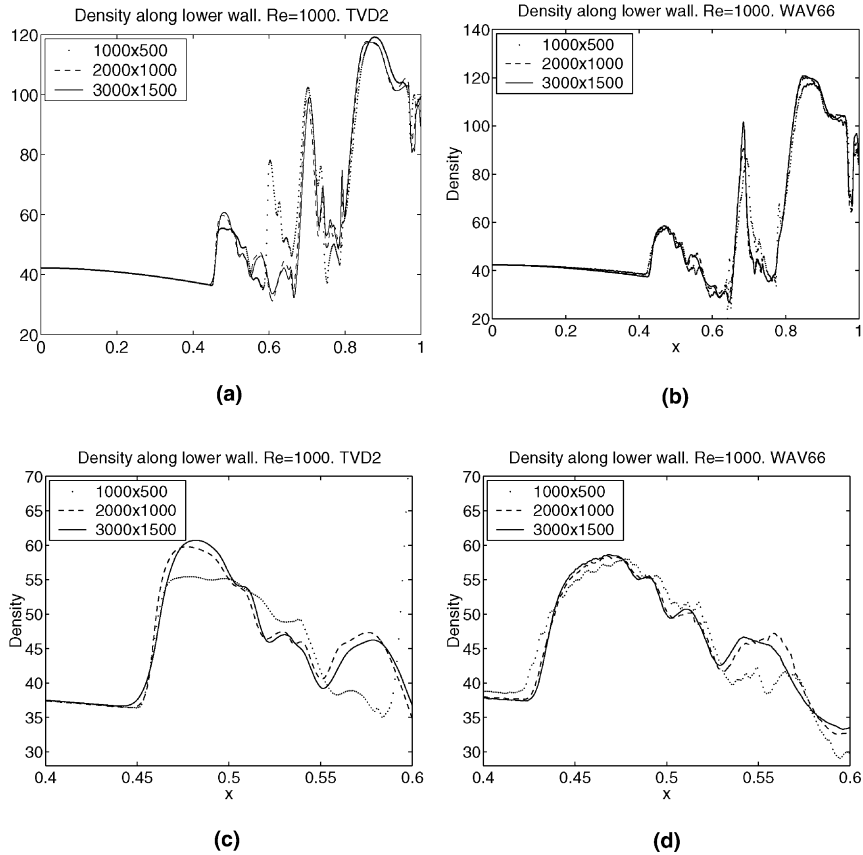 Density along lower wall. Re=1000. TVD2
1000x500
2000x1000
3000x1500
120
100
80
60
40
20
0
0.2
0.4
0.6
0.8
1
(a)
Density along lower wall. Re=1000. WAV66
1000x500
2000x1000
3000x1500
Density
140
120
100
80
60
40
20
0
0.2
0.4
0.6
0.8
1
x
(b)
Density along lower wall. Re=1000. TVD2
1000x500
2000x1000
3000x1500
Density
70
65
60
55
50
45
40
35
30
0.4
0.45
0.5
0.55
0.6
x
(c)
Density along lower wall. Re=1000. WAV66
1000x500
2000x1000
3000x1500
Density
70
65
60
55
50
45
40
35
30
0.4
0.45
0.5
0.55
0.6
x
(d)